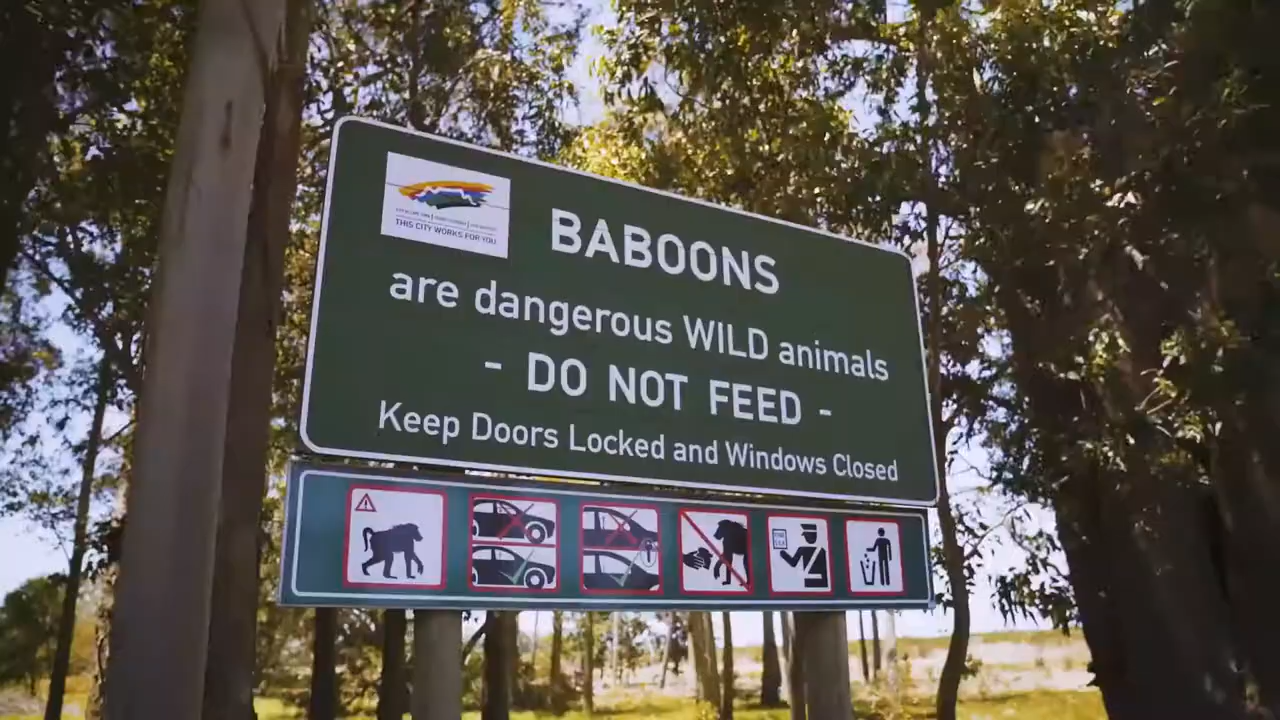 THIS CITY WORKS FOR YOU
BABOONS
are dangerous WILD animals
- DO NOT FEED -
Keep Doors Locked and Windows Closed